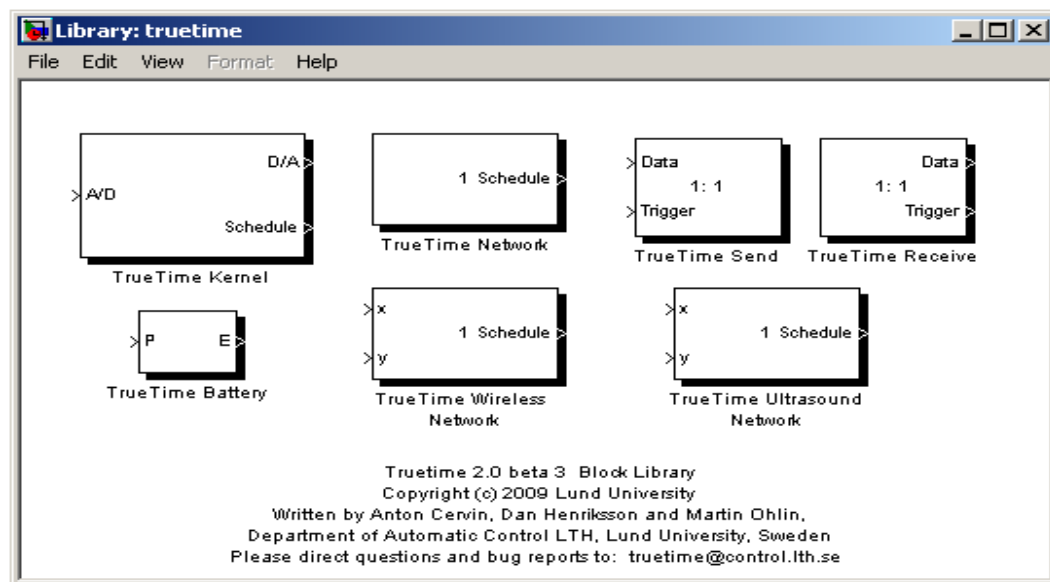 Library: truetime
File Edit View Format Help
D/A
A/D
Schedule
TrueTime Kernel
1 Schedule
TrueTime Network
Data
1: 1
Trigger
TrueTime Send
Data
1: 1
Trigger
TrueTime Receive
P E
TrueTime Battery
x
1 Schedule
y
TrueTime Wireless
Network
x
1 Schedule
y
TrueTime Ultrasound
Network
Truetime 2.0 beta 3 Block Library
Copyright (c) 2009 Lund University
Written by Anton Cervin, Dan Henriksson and Martin Ohlin,
Department of Automatic Control LTH, Lund University, Sweden
Please direct questions and bug reports to: truetime@control.lth.se